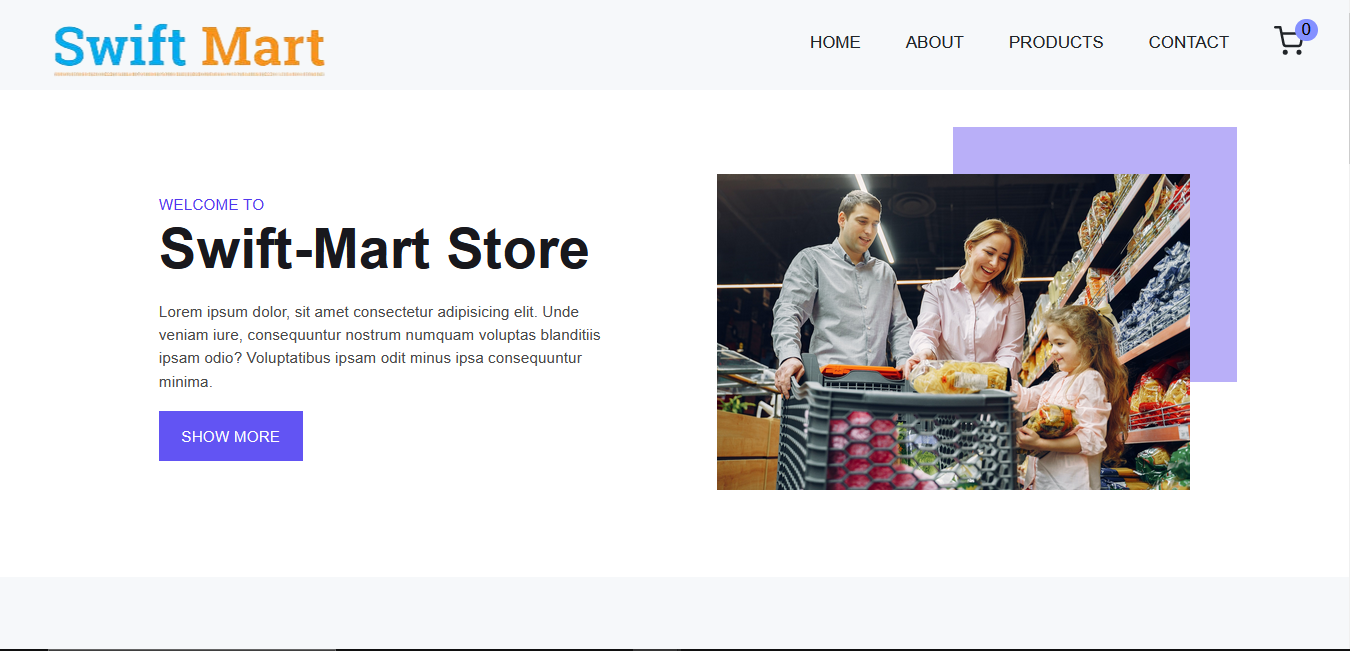 Swift Mart
HOME ABOUT PRODUCTS CONTACT 0
WELCOME TO
Swift-Mart Store
Lorem ipsum dolor, sit amet consectetur adipisicing elit. Unde
veniam iure, consequuntur nostrum numquam voluptas blanditiis
ipsam odio? Voluptatibus ipsam odit minus ipsa consequuntur
minima.
SHOW MORE